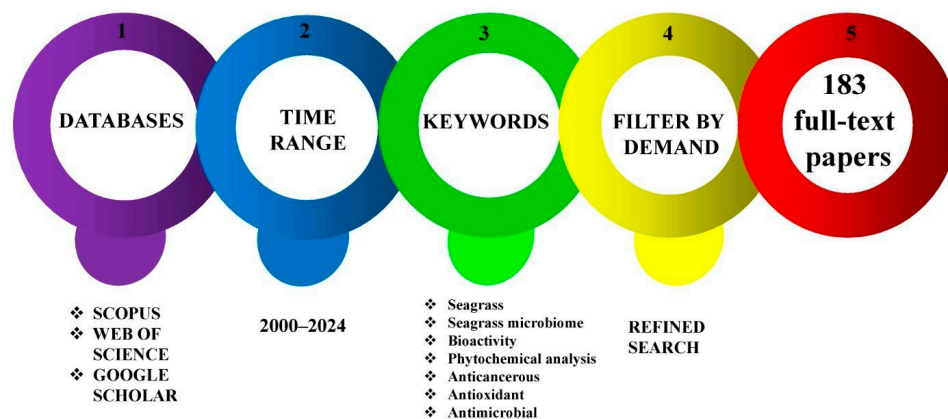 1
DATABASES
❖ SCOPUS
❖ WEB OF
SCIENCE
❖ GOOGLE
SCHOLAR
2
TIME
RANGE
2000–2024
3
KEYWORDS
❖ Seagrass
❖ Seagrass microbiome
❖ Bioactivity
❖ Phytochemical analysis
❖ Anticancerous
❖ Antioxidant
❖ Antimicrobial
4
FILTER BY
DEMAND
REFINED
SEARCH
5
183
full-text
papers